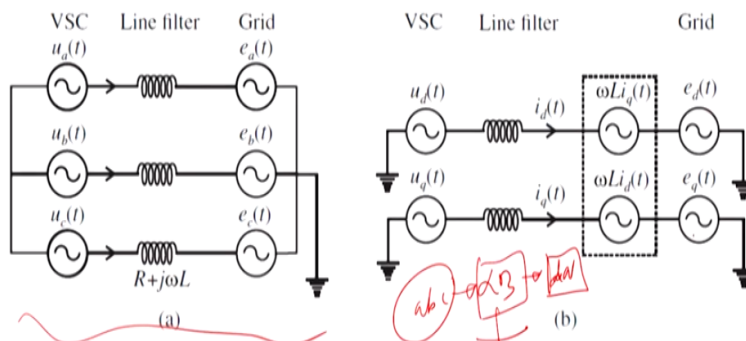 VSC Line filter Grid
u_a(t) e_a(t)
u_b(t) e_b(t)
u_c(t) e_c(t)
R+jωL
(a)
VSC Line filter Grid
u_d(t) i_d(t) ωLi_q(t) e_d(t)
u_q(t) i_q(t) ωLi_d(t) e_q(t)
abc αβ
(b)